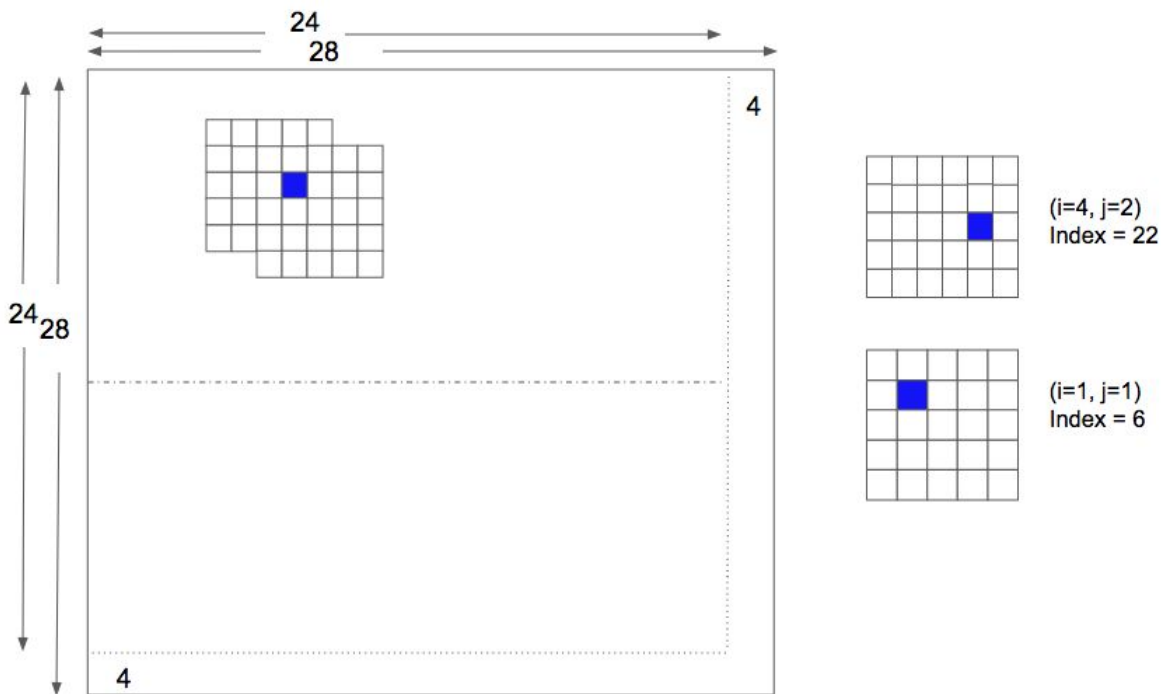 24
28
4
(i=4, j=2)
Index = 22
24
28
(i=1, j=1)
Index = 6
4